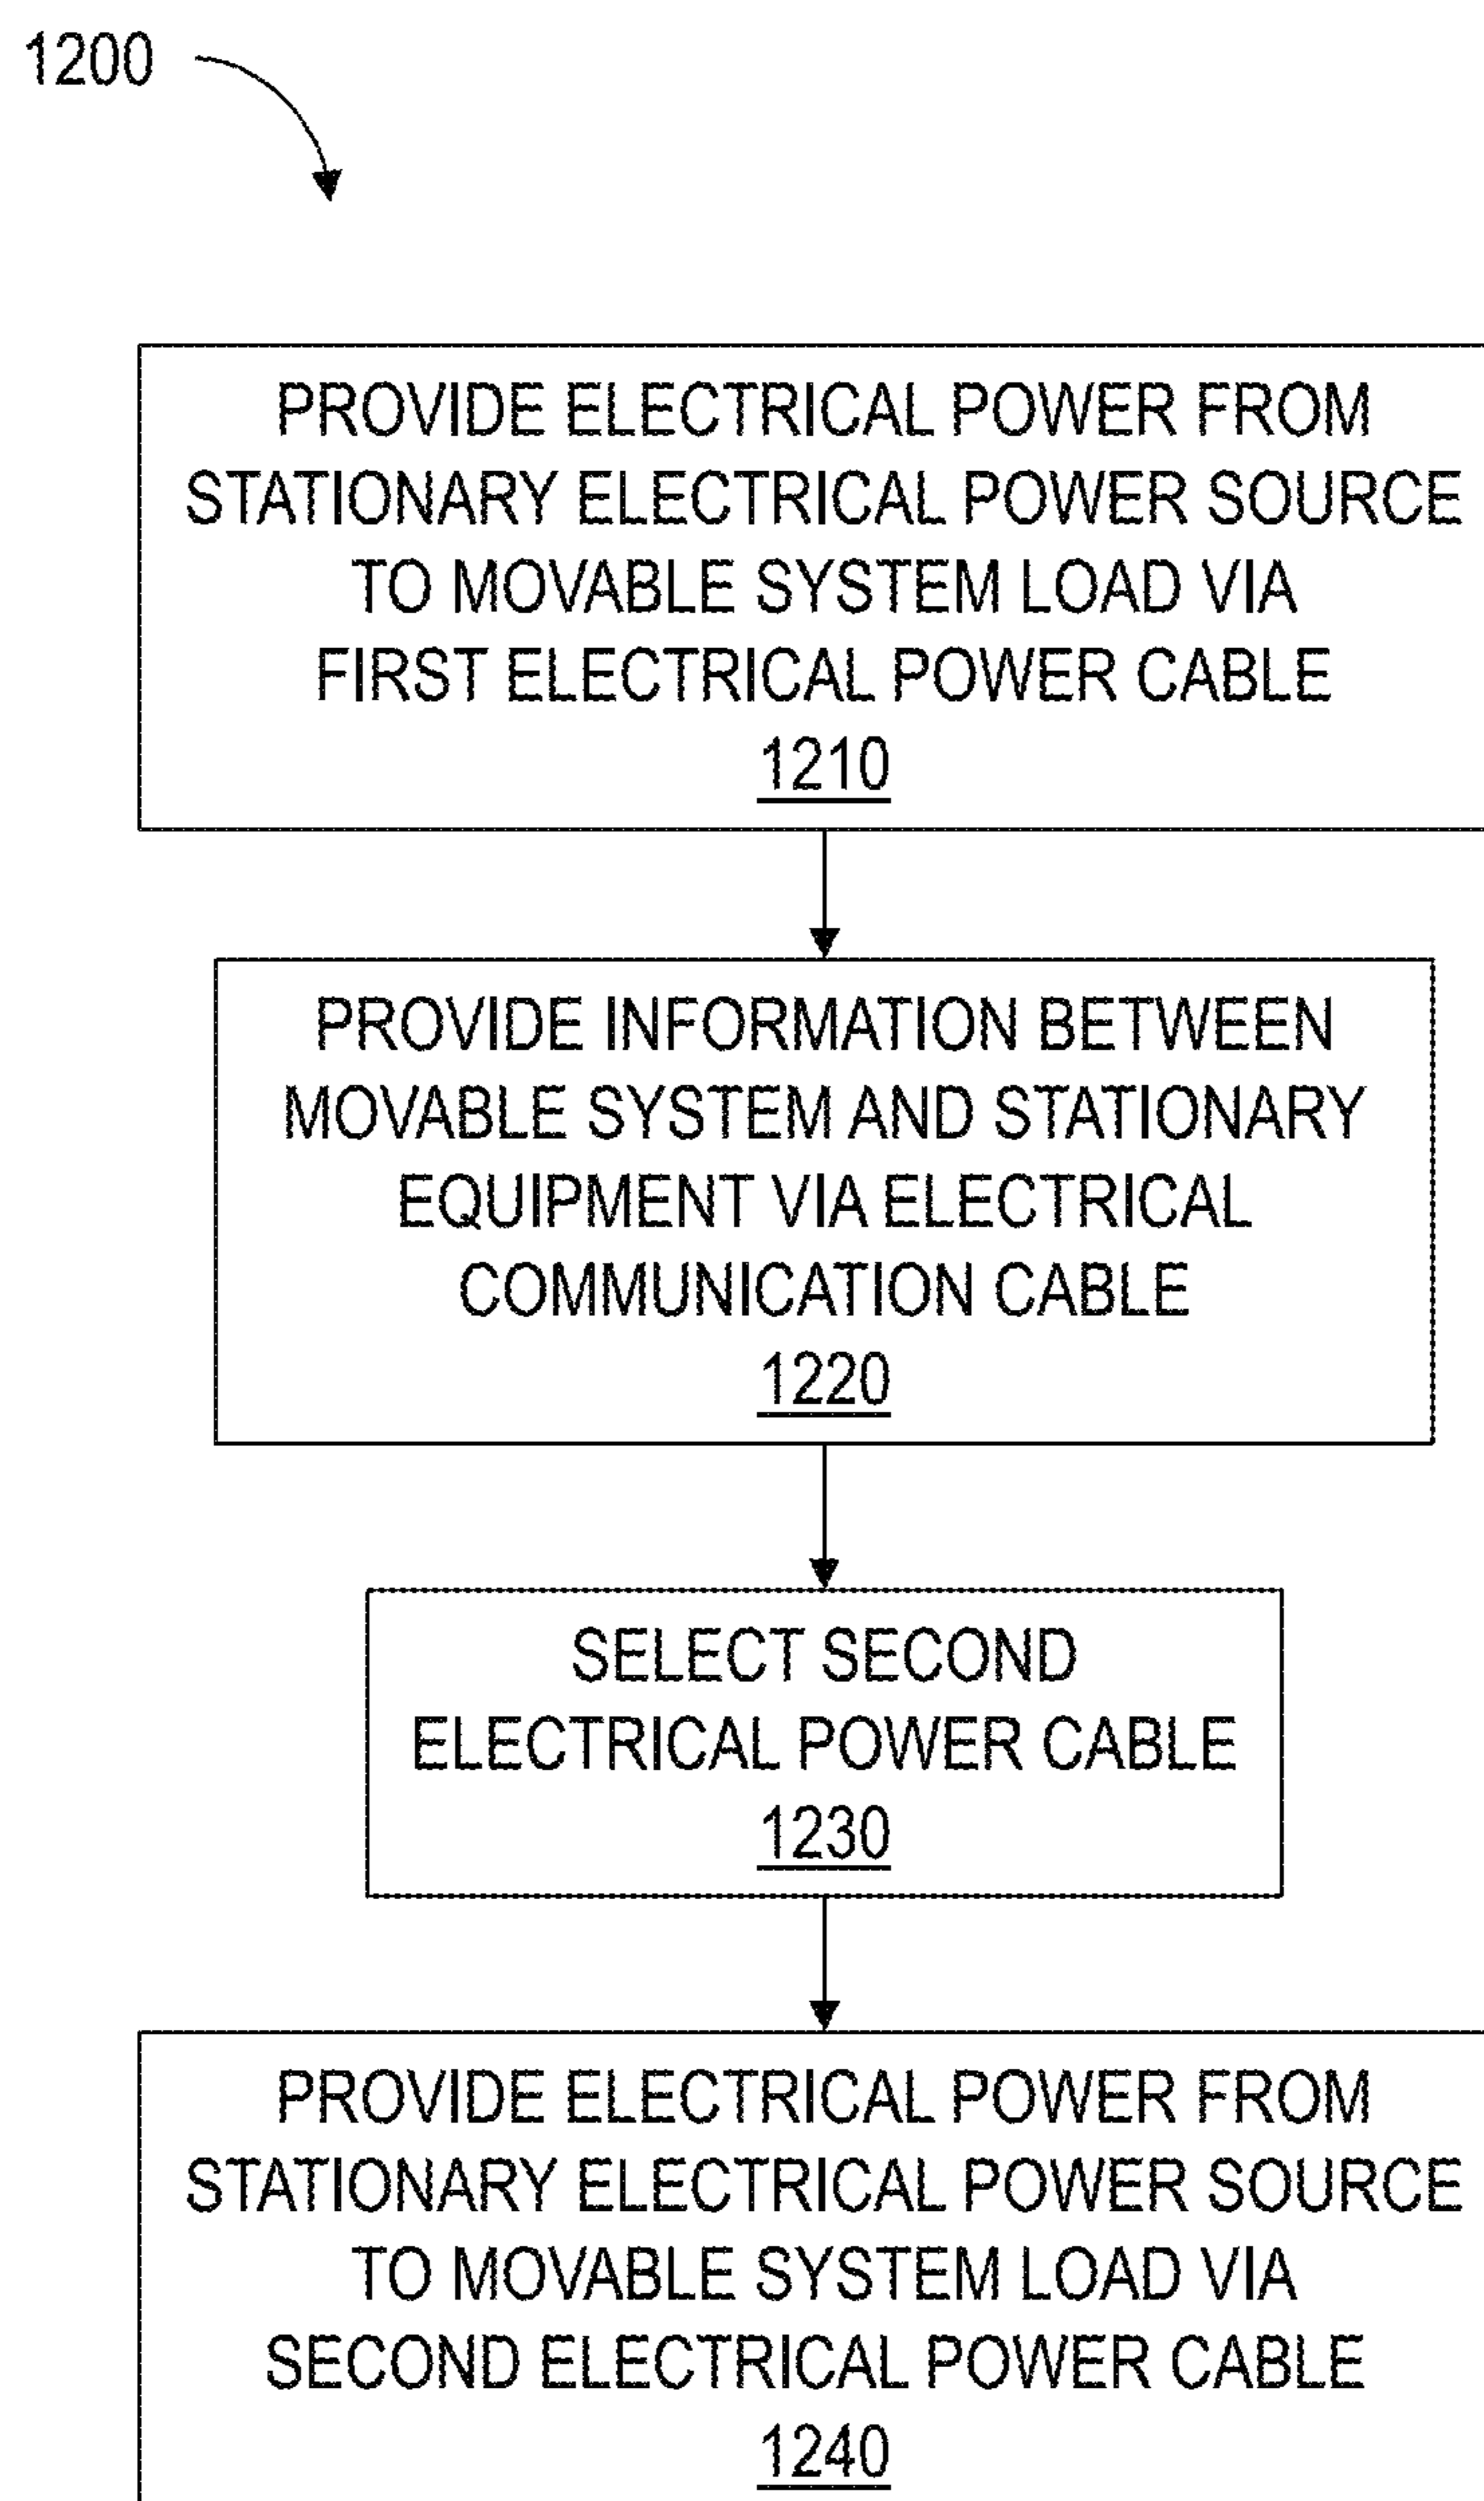 1200
PROVIDE ELECTRICAL POWER FROM
STATIONARY ELECTRICAL POWER SOURCE
TO MOVABLE SYSTEM LOAD VIA
FIRST ELECTRICAL POWER CABLE
1210
PROVIDE INFORMATION BETWEEN
MOVABLE SYSTEM AND STATIONARY
EQUIPMENT VIA ELECTRICAL
COMMUNICATION CABLE
1220
SELECT SECOND
ELECTRICAL POWER CABLE
1230
PROVIDE ELECTRICAL POWER FROM
STATIONARY ELECTRICAL POWER SOURCE
TO MOVABLE SYSTEM LOAD VIA
SECOND ELECTRICAL POWER CABLE
1240